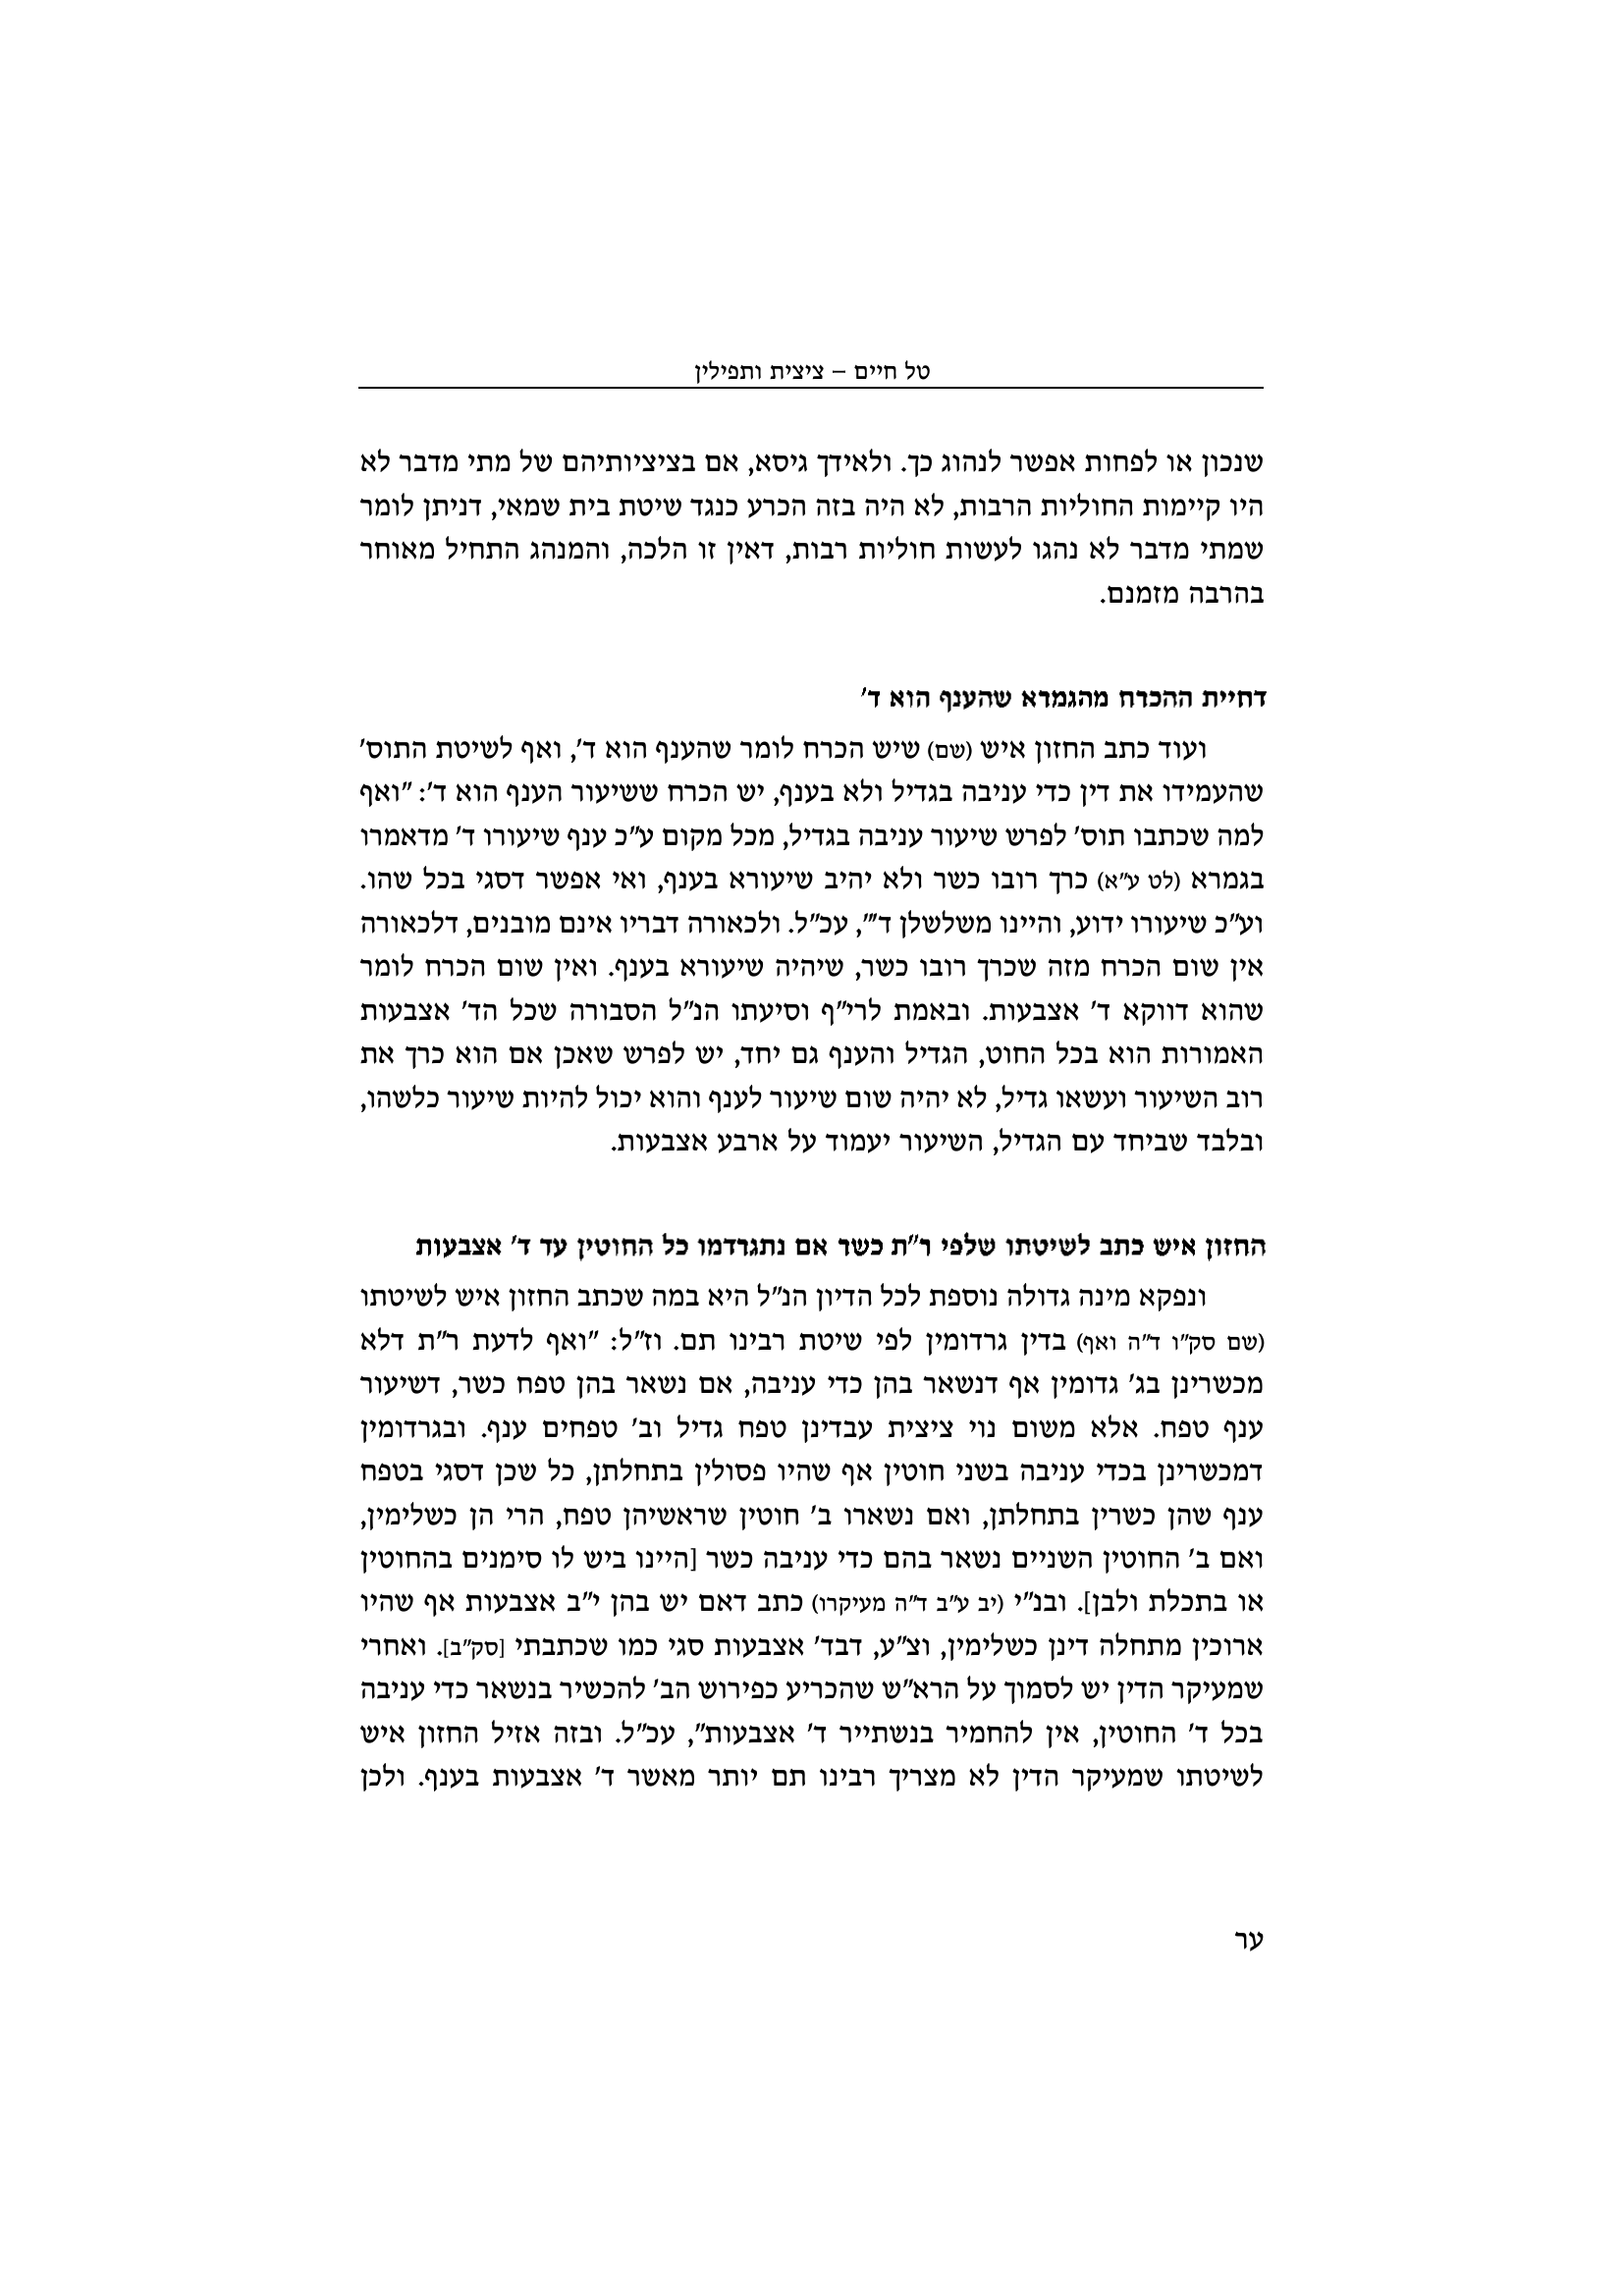 טל חיים – ציצית ותפילין
שנכון או לפחות אפשר לנהוג כך. ולאידך גיסא, אם בציציותיהם של מתי מדבר לא
היו קיימות החוליות הרבות, לא היה בזה הכרע כנגד שיטת בית שמאי, דניתן לומר
שמתי מדבר לא נהגו לעשות חוליות רבות, דאין זו הלכה, והמנהג התחיל מאוחר
בהרבה מזמנם.
דחיית ההכרח מהגמרא שהענף הוא ד'
ועוד כתב החזון איש (שם) שיש הכרח לומר שהענף הוא ד', ואף לשיטת התוס'
שהעמידו את דין כדי עניבה בגדיל ולא בענף, יש הכרח ששיעור הענף הוא ד': "ואף
למה שכתבו תוס' לפרש שיעור עניבה בגדיל, מכל מקום ע"כ ענף שיעורו ד' מדאמרו
בגמרא (לט ע"א) כרך רובו כשר ולא יהיב שיעורא בענף, ואי אפשר דסגי בכל שהו.
וע"כ שיעורו ידוע, והיינו משלשלן ד'", עכ"ל. ולכאורה דבריו אינם מובנים, דלכאורה
אין שום הכרח מזה שכרך רובו כשר, שיהיה שיעורא בענף. ואין שום הכרח לומר
שהוא דווקא ד' אצבעות. ובאמת לרי"ף וסיעתו הנ"ל הסבורה שכל הד' אצבעות
האמורות הוא בכל החוט, הגדיל והענף גם יחד, יש לפרש שאכן אם הוא כרך את
רוב השיעור ועשאו גדיל, לא יהיה שום שיעור לענף והוא יכול להיות שיעור כלשהו,
ובלבד שביחד עם הגדיל, השיעור יעמוד על ארבע אצבעות.
החזון איש כתב לשיטתו שלפי ר"ת כשר אם נתגרדמו כל החוטין עד ד' אצבעות
ונפקא מינה גדולה נוספת לכל הדיון הנ"ל היא במה שכתב החזון איש לשיטתו
(שם סק"ו ד"ה ואף) בדין גרדומין לפי שיטת רבינו תם. וז"ל: "ואף לדעת ר"ת דלא
מכשרינן בג' גדומין אף דנשאר בהן כדי עניבה, אם נשאר בהן טפח כשר, דשיעור
ענף טפח. אלא משום נוי ציצית עבדינן טפח גדיל וב' טפחים ענף. ובגרדומין
דמכשרינן בכדי עניבה בשני חוטין אף שהיו פסולין בתחלתן, כל שכן דסגי בטפח
ענף שהן כשרין בתחלתן, ואם נשארו ב' חוטין שראשיהן טפח, הרי הן כשלימין,
ואם ב' החוטין השניים נשאר בהם כדי עניבה כשר [היינו ביש לו סימנים בהחוטין
או בתכלת ולבן]. ובנ"י (יב ע"ב ד"ה מעיקרו) כתב דאם יש בהן י"ב אצבעות אף שהיו
ארוכין מתחלה דינן כשלימין, וצ"ע, דבד' אצבעות סגי כמו שכתבתי [סק"ב]. ואחרי
שמעיקר הדין יש לסמוך על הרא"ש שהכריע כפירוש הב' להכשיר בנשאר כדי עניבה
בכל ד' החוטין, אין להחמיר בנשתייר ד' אצבעות", עכ"ל. ובזה אזיל החזון איש
לשיטתו שמעיקר הדין לא מצריך רבינו תם יותר מאשר ד' אצבעות בענף. ולכן
ער